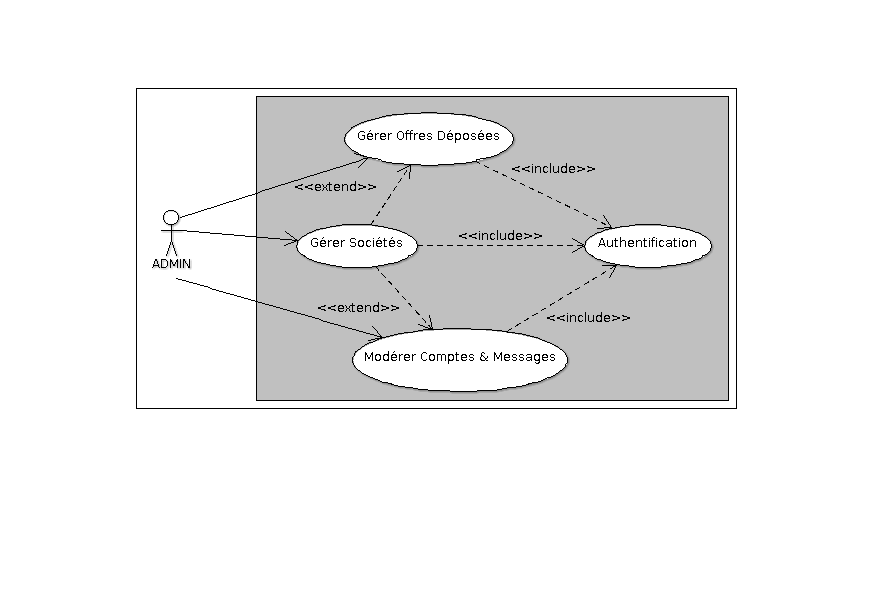 Gérer Offres Déposées
<<include>>
<<extend>>
Gérer Sociétés
<<include>>
Authentification
ADMIN
<<extend>>
<<include>>
Modérer Comptes & Messages